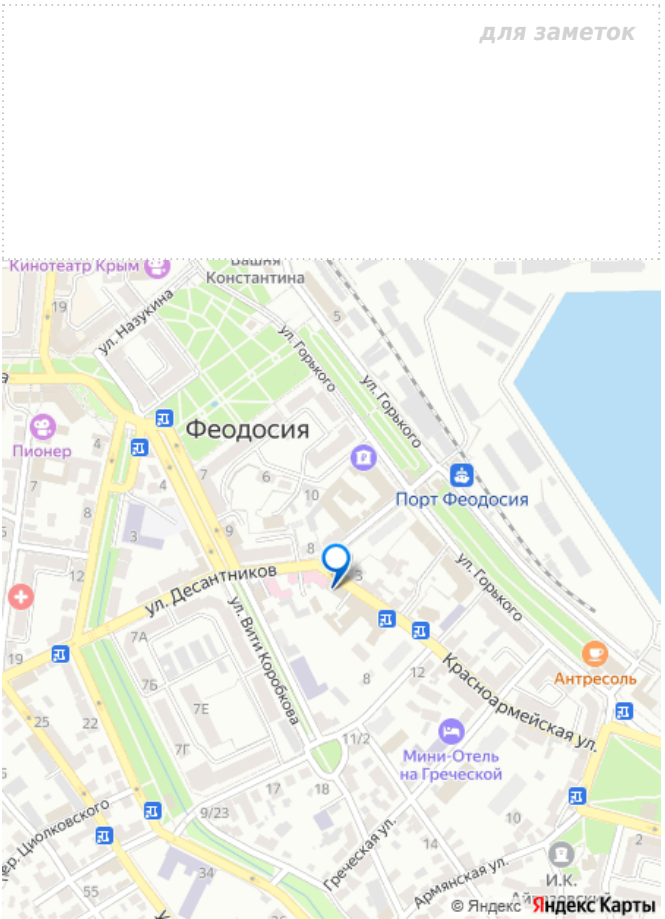 для заметок
Кинотеатр Крым
Башня
Константина
19
ул. Назукина
5
ул. Горького
ул. Горького
Феодосия
Пионер
4
7
8
4
3
7
6
10
9
Порт Феодосия
8
3
12
ул. Десантников
ул. Горького
ул. Вити Коробкова
7А
19
7Б
7Е
7Г
8
12
Антресоль
Красноармейская ул.
25
22
11/2
Мини-Отель
на Греческой
17
18
9/23
10
2
пер. Циолковского
Греческая ул.
14
34
Армянская ул.
55
И.К.
Айвазовский
© Яндекс Яндекс Карты